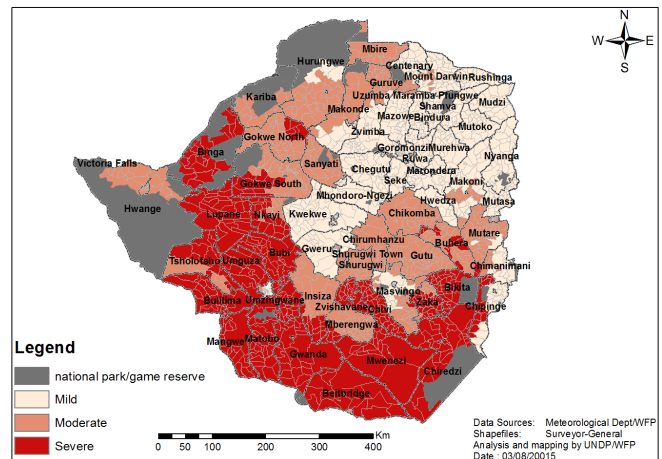 N
W E
S
Mbire
Hurungwe
Centenary
Mount Darwin
Rushinga
Guruve
Kariba
Uzumba Maramba Pfungwe
Mudzi
Makonde
Shamva
Mazowe
Bindura
Zvimba
Mutoko
Gokwe North
Goromonzi
Murehwa
Binga
Ruwa
Nyanga
Victoria Falls
Sanyati
Chegutu
Marondera
Seke
Makoni
Gokwe South
Mhondoro-Ngezi
Hwedza
Mutasa
Hwange
Lupane
Nkayi
Kwekwe
Chikomba
Mutare
Chirumhanzu
Buhera
Bubi
Gweru
Shurugwi Town
Gutu
Chimanimani
Tsholotsho
Umguza
Shurugwi
Bulilima
Umzingwane
Insiza
Masvingo
Bikita
Zvishavane
Chivi
Zaka
Chipinge
Mberengwa
Mangwe
Matobo
Gwanda
Mwenezi
Chiredzi
Beitbridge
Legend
national park/game reserve
Mild
Moderate
Severe
Km
0 50 100 200 300 400
Data Sources: Meteorological Dept/WFP
Shapefiles: Surveyor-General
Analysis and mapping by UNDP/WFP
Date : 03/08/20015